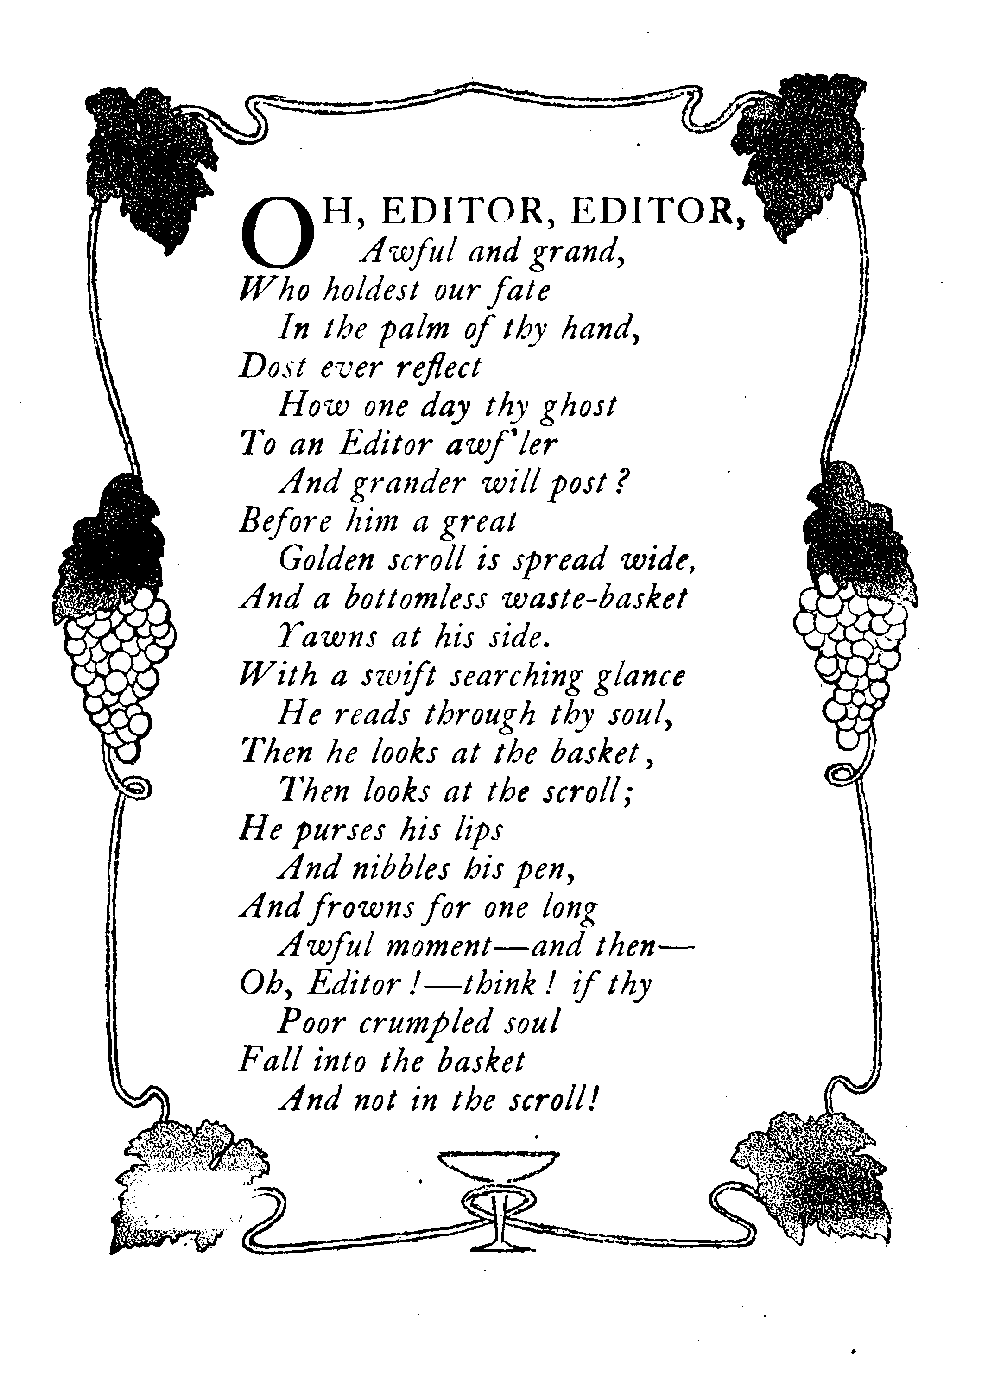 OH, EDITOR, EDITOR,
Awful and grand,
Who holdest our fate
In the palm of thy hand,
Dost ever reflect
How one day thy ghost
To an Editor awf'ler
And grander will post?
Before him a great
Golden scroll is spread wide,
And a bottomless waste-basket
Yawns at his side.
With a swift searching glance
He reads through thy soul,
Then he looks at the basket,
Then looks at the scroll;
He purses his lips
And nibbles his pen,
And frowns for one long
Awful moment—and then—
Oh, Editor!—think! if thy
Poor crumpled soul
Fall into the basket
And not in the scroll!